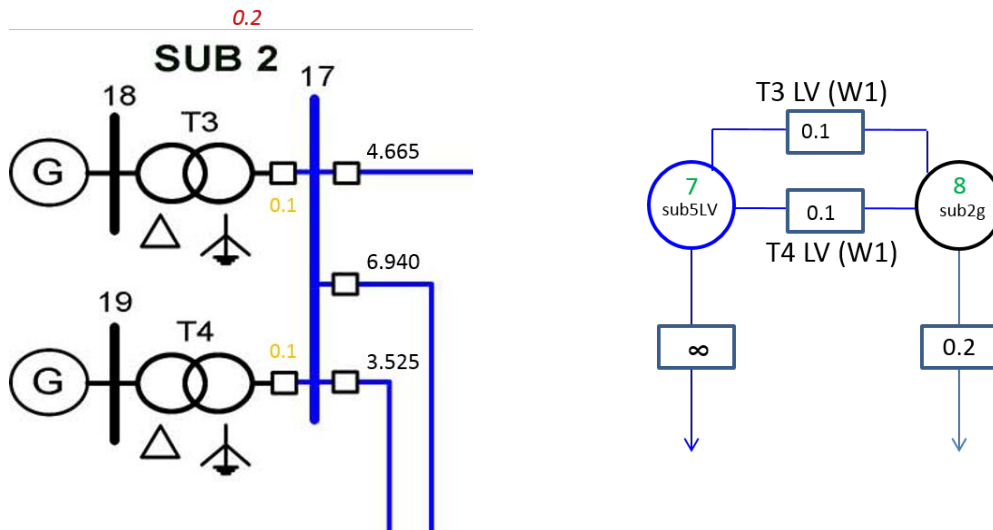 0.2
SUB 2
17
18
T3
G
4.665
0.1
6.940
19
T4
0.1
G
3.525
T3 LV (W1)
0.1
7
sub5LV
8
sub2g
0.1
T4 LV (W1)
∞
0.2